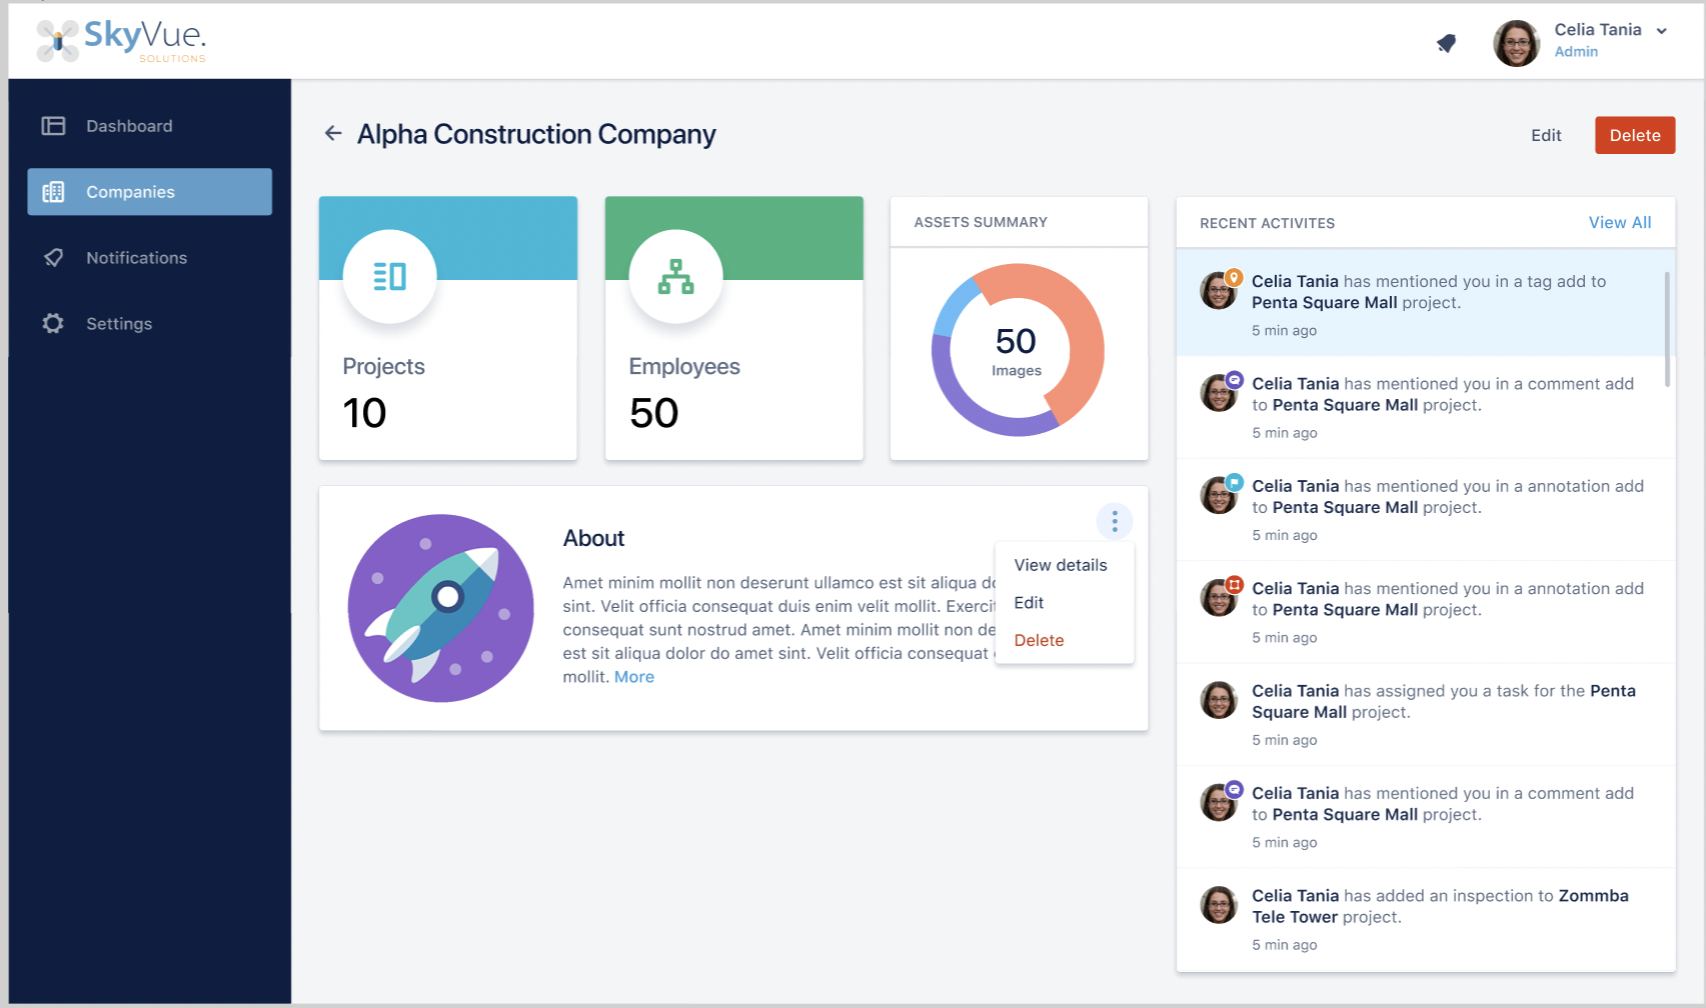 SkyVue.
SOLUTIONS
Celia Tania
Admin
Dashboard
Companies
Notifications
Settings
Alpha Construction Company
Edit
Delete
Projects
10
Employees
50
ASSETS SUMMARY
50
Images
About
Amet minim mollit non deserunt ullamco est sit aliqua
sint. Velit officia consequat duis enim velit mollit.
consequat sunt nostrud amet. Amet minim mollit non
est sit aliqua dolor do amet sint. Velit officia consequat
mollit. More
View details
Edit
Delete
RECENT ACTIVITES
View All
Celia Tania has mentioned you in a tag add to
Penta Square Mall project.
5 min ago
Celia Tania has mentioned you in a comment add
to Penta Square Mall project.
5 min ago
Celia Tania has mentioned you in a annotation add
to Penta Square Mall project.
5 min ago
Celia Tania has mentioned you in a annotation add
to Penta Square Mall project.
5 min ago
Celia Tania has assigned you a task for the Penta
Square Mall project.
5 min ago
Celia Tania has mentioned you in a comment add
to Penta Square Mall project.
5 min ago
Celia Tania has added an inspection to Zommba
Tele Tower project.
5 min ago